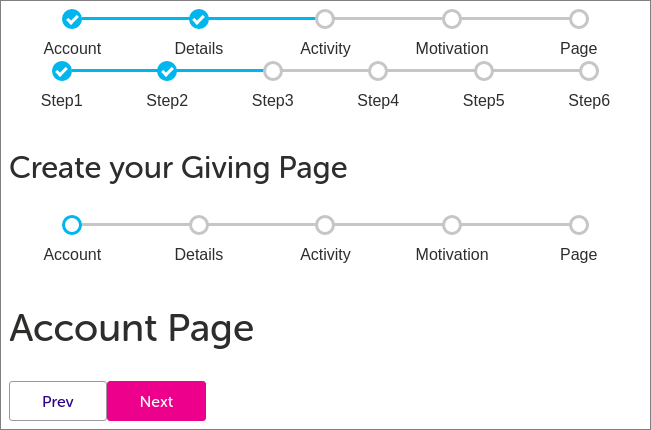 Account Details Activity Motivation Page
Step1 Step2 Step3 Step4 Step5 Step6
Create your Giving Page
Account Details Activity Motivation Page
Account Page
Prev Next